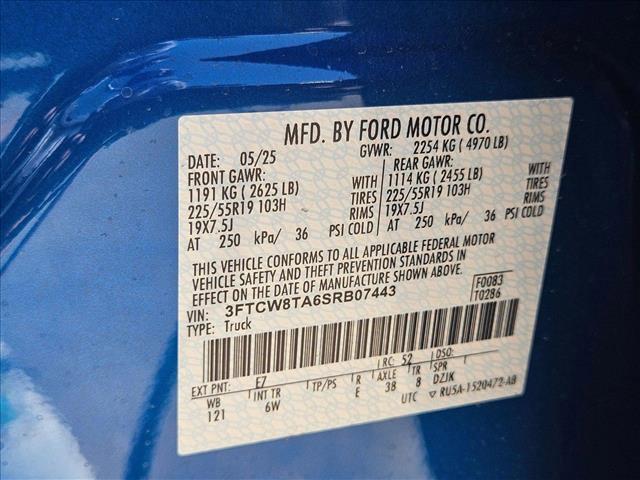 MFD. BY FORD MOTOR CO.
DATE: 05/25 GVWR: 2254 KG ( 4970 LB)
FRONT GAWR: REAR GAWR:
1191 KG ( 2625 LB) WITH 1114 KG ( 2455 LB) WITH
225/55R19 103H TIRES 225/55R19 103H TIRES
19X7.5J RIMS 19X7.5J RIMS
AT 250 kPa/ 36 PSI COLD AT 250 kPa/ 36 PSI COLD
THIS VEHICLE CONFORMS TO ALL APPLICABLE FEDERAL MOTOR
VEHICLE SAFETY AND THEFT PREVENTION STANDARDS IN
EFFECT ON THE DATE OF MANUFACTURE SHOWN ABOVE.
VIN: 3FTCW8TA6SRB07443 F0083
TYPE: Truck T0286
EXT PNT: E7 RC: 52 DSO:
WB INT TR TP/PS R AXLE TR SPR
121 6W E 38 8 DZJK
UTC ▽ RU5A-1520472-AB